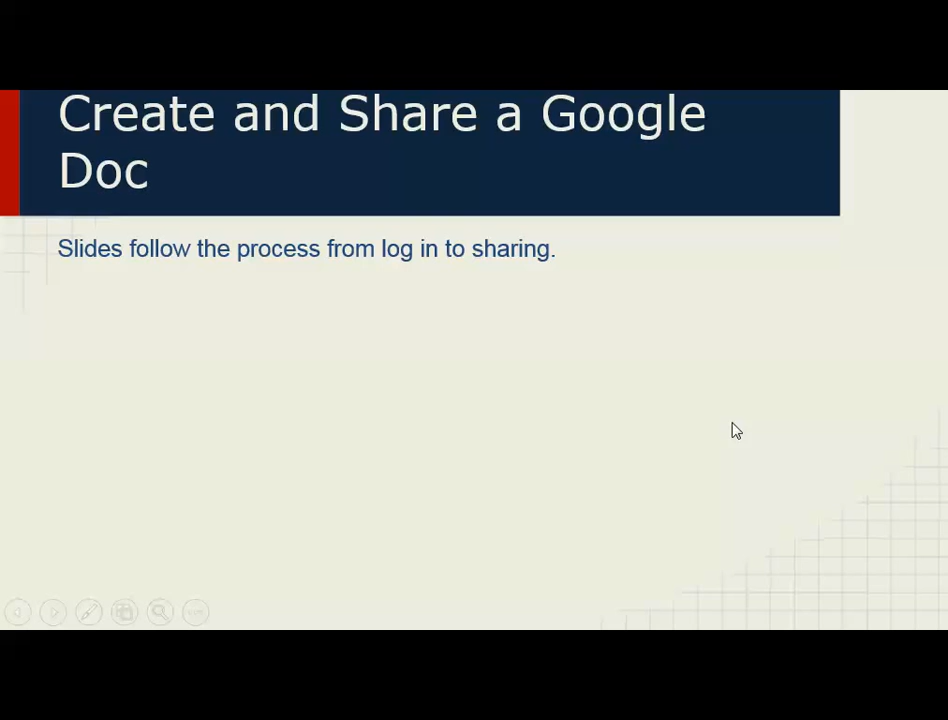 Create and Share a Google
Doc
Slides follow the process from log in to sharing.